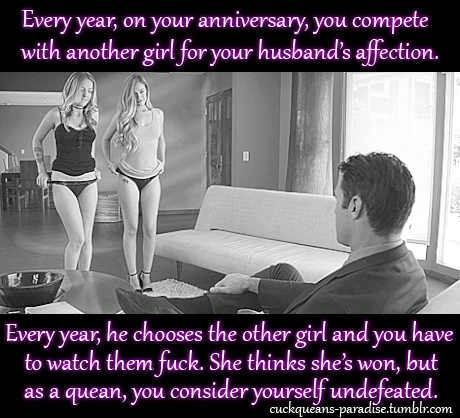 Every year, on your anniversary, you compete
with another girl for your husband's affection.
Every year, he chooses the other girl and you have
to watch them fuck. She thinks she's won, but
as a quean, you consider yourself undefeated.
cuckqueans-paradise.tumblr.com